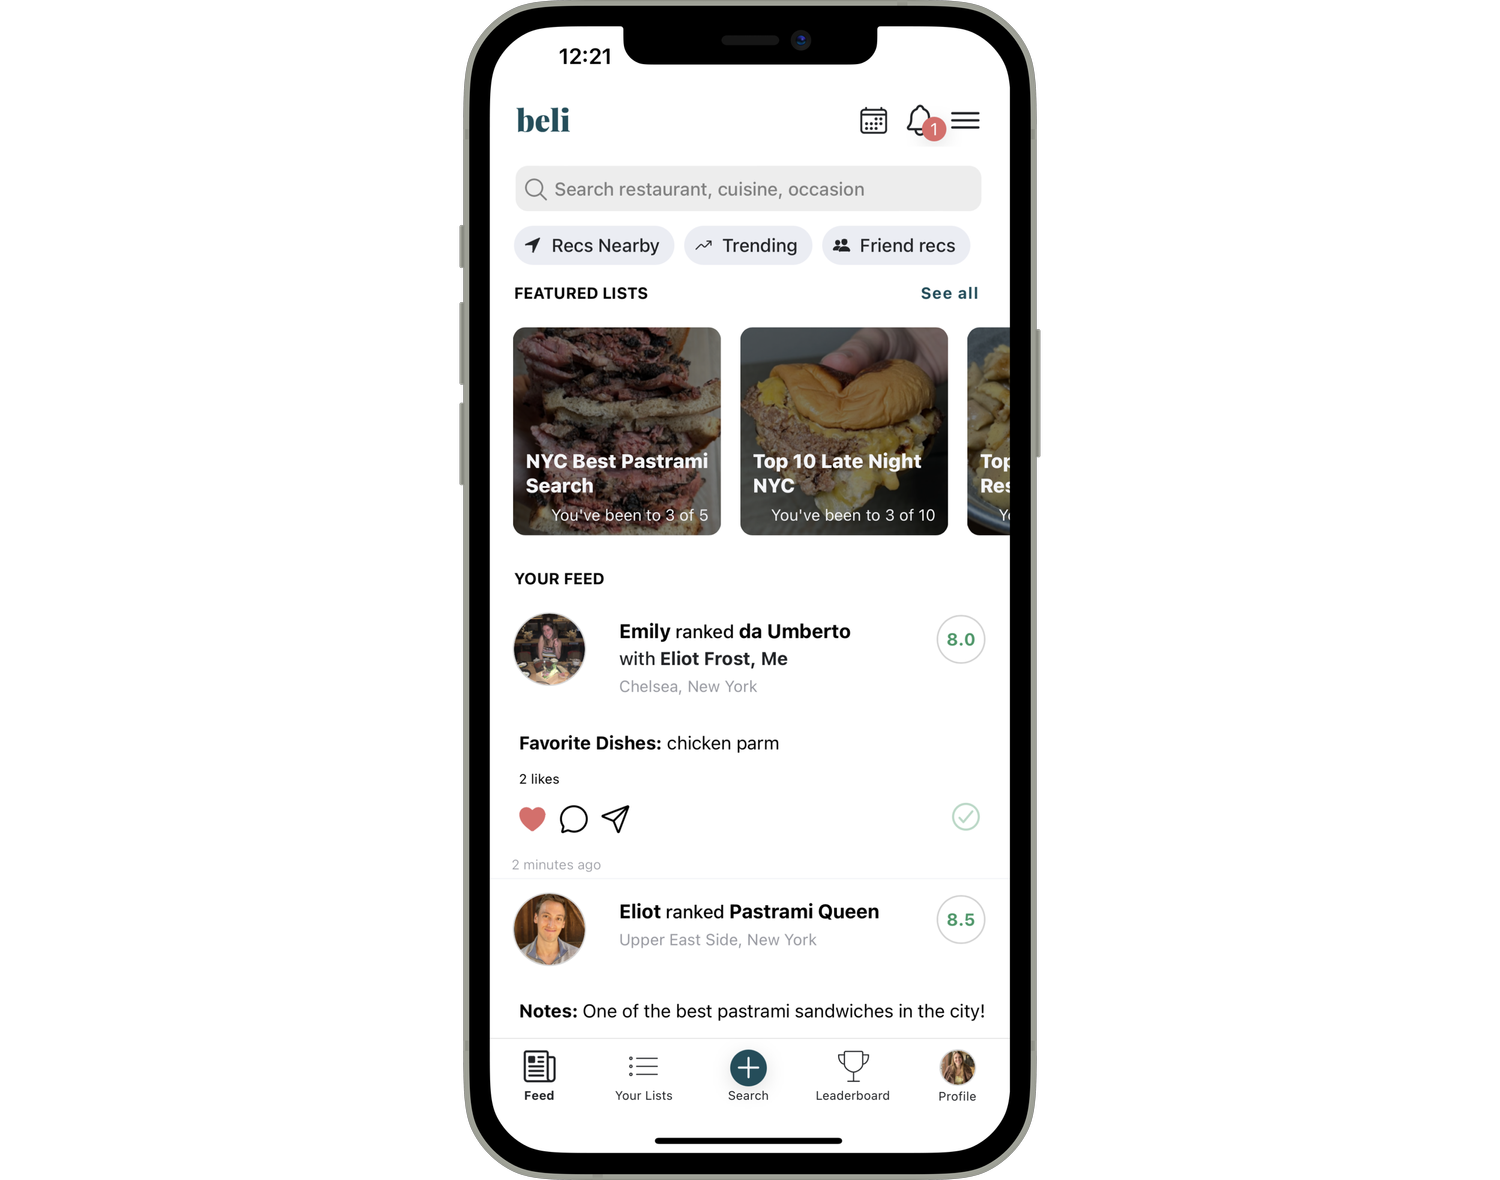 12:21
beli
1
Search restaurant, cuisine, occasion
Recs Nearby
Trending
Friend recs
FEATURED LISTS
See all
NYC Best Pastrami
Search
You've been to 3 of 5
Top 10 Late Night
NYC
You've been to 3 of 10
YOUR FEED
Emily ranked da Umberto
with Eliot Frost, Me
Chelsea, New York
8.0
Favorite Dishes: chicken parm
2 likes
2 minutes ago
Eliot ranked Pastrami Queen
Upper East Side, New York
8.5
Notes: One of the best pastrami sandwiches in the city!
Feed
Your Lists
Search
Leaderboard
Profile